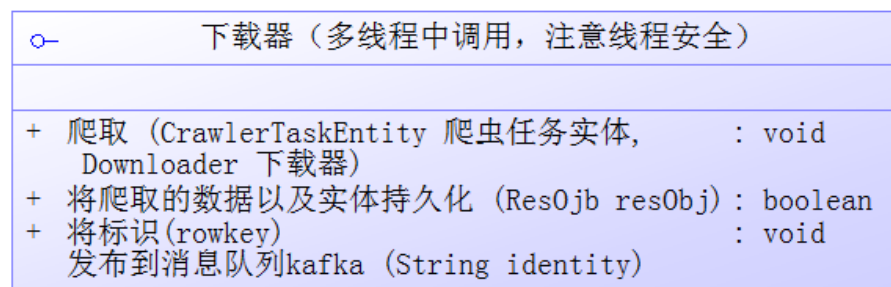 下载器（多线程中调用，注意线程安全）
+ 爬取 (CrawlerTaskEntity 爬虫任务实体, : void
Downloader 下载器)
+ 将爬取的数据以及实体持久化 (ResOjb resObj) : boolean
+ 将标识(rowkey) : void
发布到消息队列kafka (String identity)